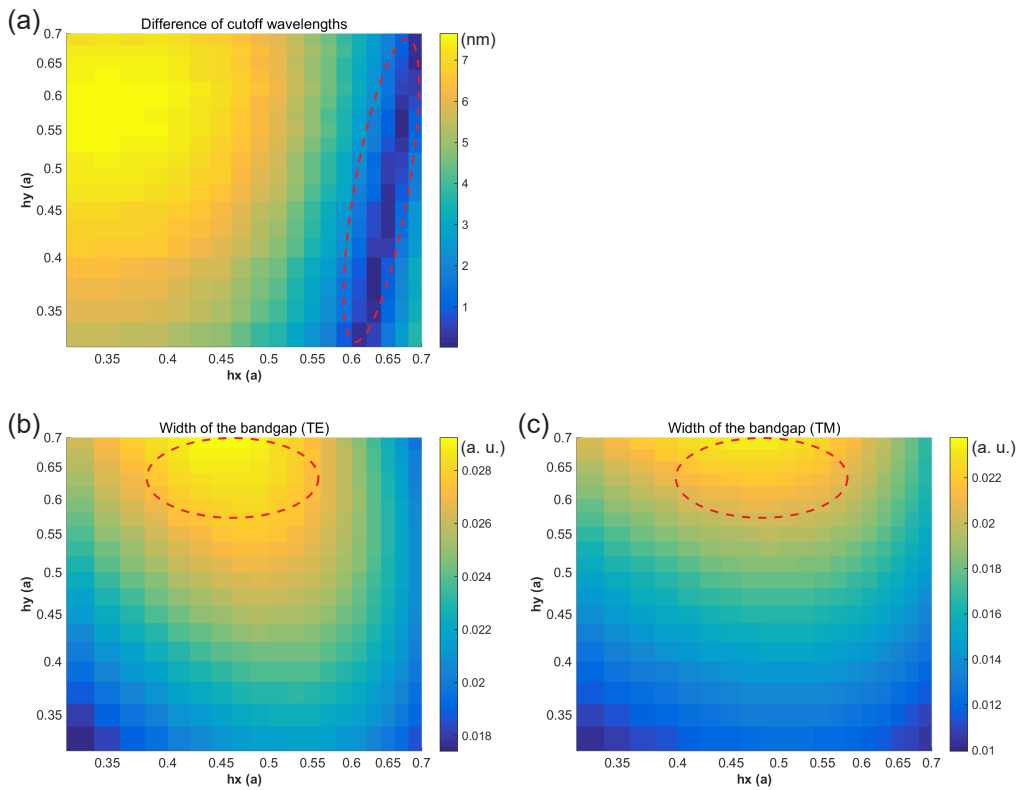 (a)
Difference of cutoff wavelengths
(nm)
0.7
0.65
0.6
0.55
0.5
0.45
0.4
0.35
hy (a)
0.35 0.4 0.45 0.5 0.55 0.6 0.65 0.7
hx (a)
7
6
5
4
3
2
1
(b)
Width of the bandgap (TE)
(a. u.)
0.7
0.65
0.6
0.55
0.5
0.45
0.4
0.35
hy (a)
0.35 0.4 0.45 0.5 0.55 0.6 0.65 0.7
hx (a)
0.028
0.026
0.024
0.022
0.02
0.018
(c)
Width of the bandgap (TM)
(a. u.)
0.7
0.65
0.6
0.55
0.5
0.45
0.4
0.35
hy (a)
0.35 0.4 0.45 0.5 0.55 0.6 0.65 0.7
hx (a)
0.022
0.02
0.018
0.016
0.014
0.012
0.01